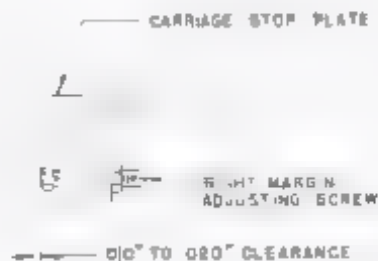 CARRIAGE STOP PLATE
RIGHT MARGIN
ADJUSTING SCREW
.010" TO .020" CLEARANCE